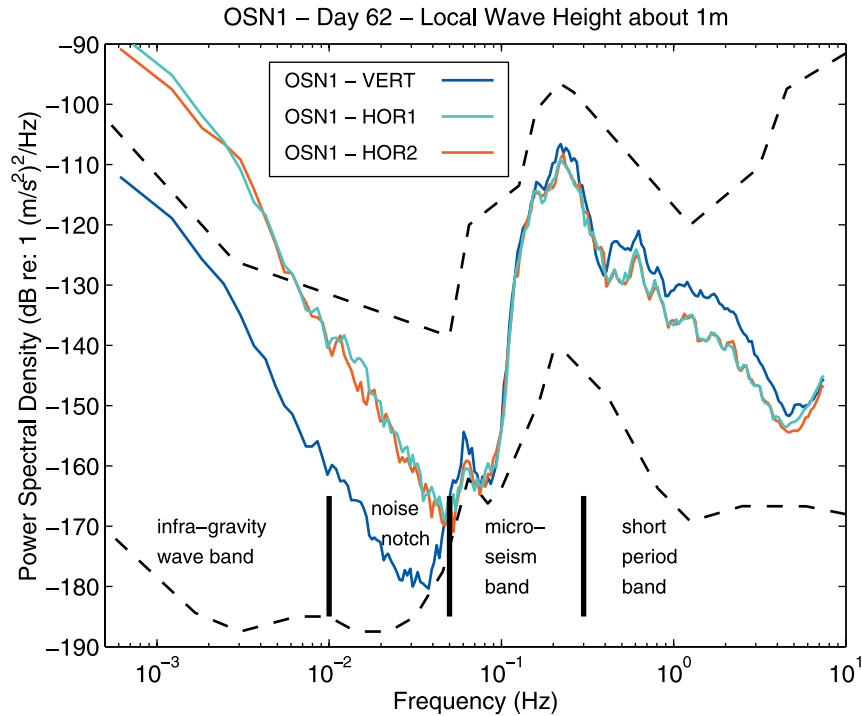 OSN1 – Day 62 – Local Wave Height about 1m
Power Spectral Density (dB re: 1 (m/s²)²/Hz)
−90
−100
−110
−120
−130
−140
−150
−160
−170
−180
−190
OSN1 – VERT
OSN1 – HOR1
OSN1 – HOR2
infra–gravity
wave band
noise
notch
micro–
seism
band
short
period
band
10⁻³
10⁻²
10⁻¹
10⁰
10¹
Frequency (Hz)